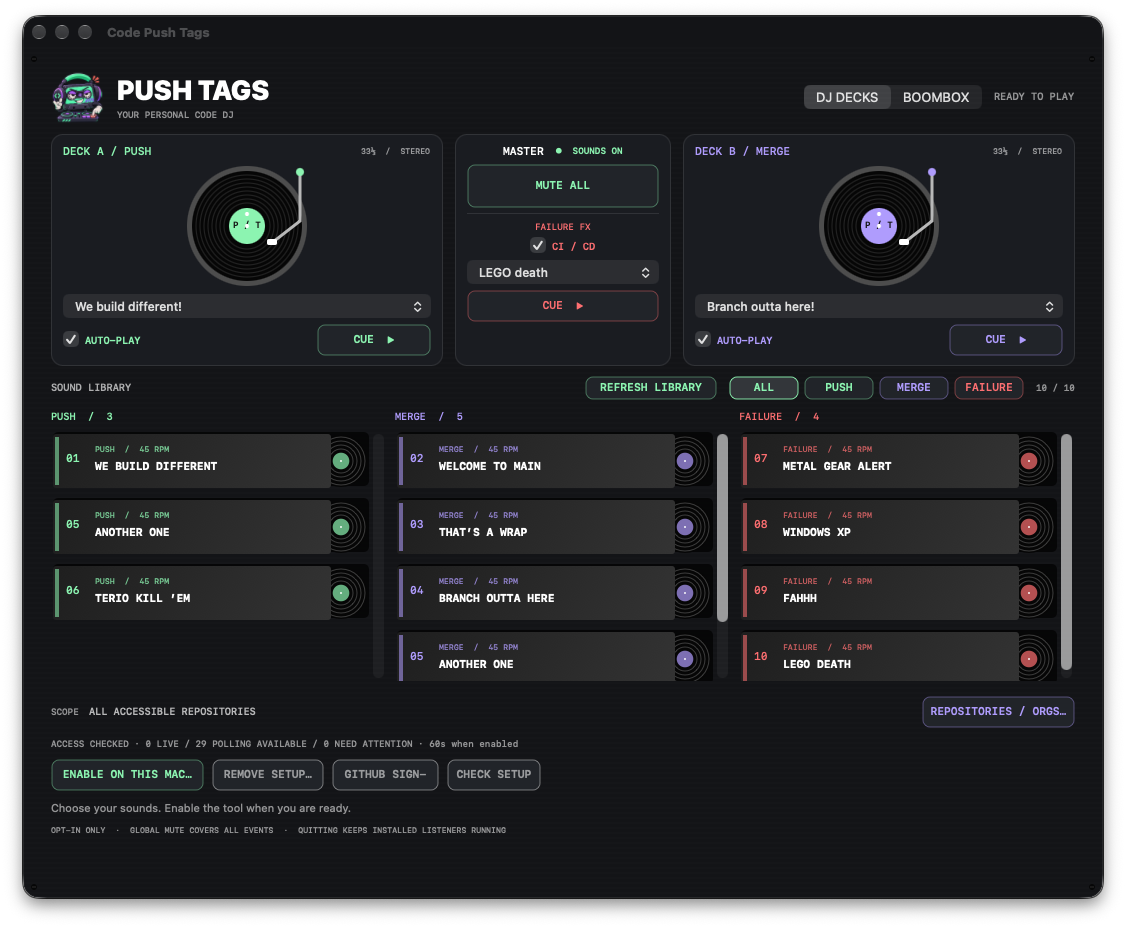 Code Push Tags
PUSH TAGS
YOUR PERSONAL CODE DJ
DJ DECKS BOOMBOX READY TO PLAY
DECK A / PUSH 33⅓ / STEREO
P T
We build different!
AUTO-PLAY CUE ▶
MASTER ● SOUNDS ON
MUTE ALL
FAILURE FX
CI / CD
LEGO death
CUE ▶
DECK B / MERGE 33⅓ / STEREO
P T
Branch outta here!
AUTO-PLAY CUE ▶
SOUND LIBRARY REFRESH LIBRARY ALL PUSH MERGE FAILURE 10 / 10
PUSH / 3
01 PUSH / 45 RPM
WE BUILD DIFFERENT
05 PUSH / 45 RPM
ANOTHER ONE
06 PUSH / 45 RPM
TERIO KILL 'EM
MERGE / 5
02 MERGE / 45 RPM
WELCOME TO MAIN
03 MERGE / 45 RPM
THAT'S A WRAP
04 MERGE / 45 RPM
BRANCH OUTTA HERE
05 MERGE / 45 RPM
ANOTHER ONE
FAILURE / 4
07 FAILURE / 45 RPM
METAL GEAR ALERT
08 FAILURE / 45 RPM
WINDOWS XP
09 FAILURE / 45 RPM
FAHHH
10 FAILURE / 45 RPM
LEGO DEATH
SCOPE ALL ACCESSIBLE REPOSITORIES REPOSITORIES / ORGS…
ACCESS CHECKED · 0 LIVE / 29 POLLING AVAILABLE / 0 NEED ATTENTION · 60s when enabled
ENABLE ON THIS MAC… REMOVE SETUP… GITHUB SIGN- CHECK SETUP
Choose your sounds. Enable the tool when you are ready.
OPT-IN ONLY · GLOBAL MUTE COVERS ALL EVENTS · QUITTING KEEPS INSTALLED LISTENERS RUNNING